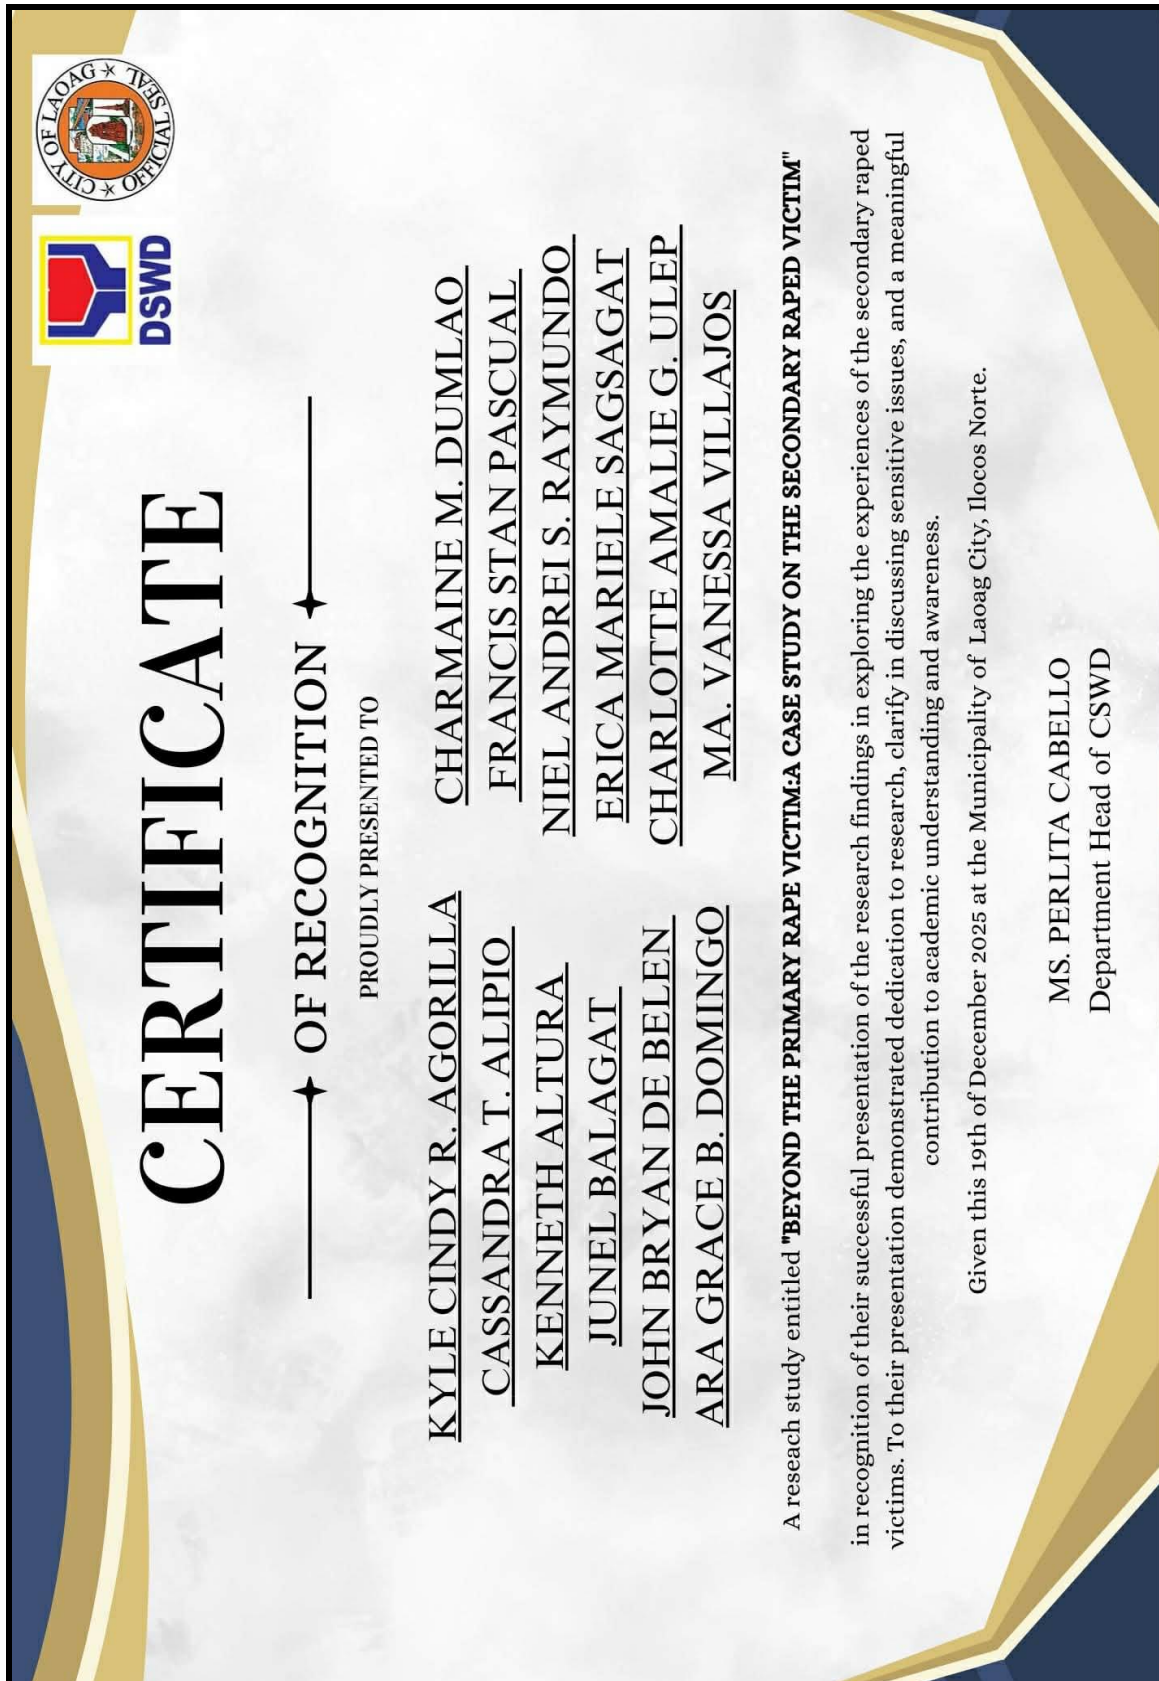 CITY OF LAOAG
OFFICIAL SEAL
DSWD
CERTIFICATE
OF RECOGNITION
PROUDLY PRESENTED TO
KYLE CINDY R. AGORILLA
CASSANDRA T. ALIPIO
KENNETH ALTURA
JUNEL BALAGAT
JOHN BRYAN DE BELEN
ARA GRACE B. DOMINGO
CHARMAINE M. DUMLAO
FRANCIS STAN PASCUAL
NIEL ANDREI S. RAYMUNDO
ERICA MARIELE SAGSAGAT
CHARLOTTE AMALIE G. ULEP
MA. VANESSA VILLAJOS
A reseach study entitled "BEYOND THE PRIMARY RAPE VICTIM:A CASE STUDY ON THE SECONDARY RAPED VICTIM"
in recognition of their successful presentation of the research findings in exploring the experiences of the secondary raped
victims. To their presentation demonstrated dedication to research, clarify in discussing sensitive issues, and a meaningful
contribution to academic understanding and awareness.
Given this 19th of December 2025 at the Municipality of Laoag City, Ilocos Norte.
MS. PERLITA CABELLO
Department Head of CSWD